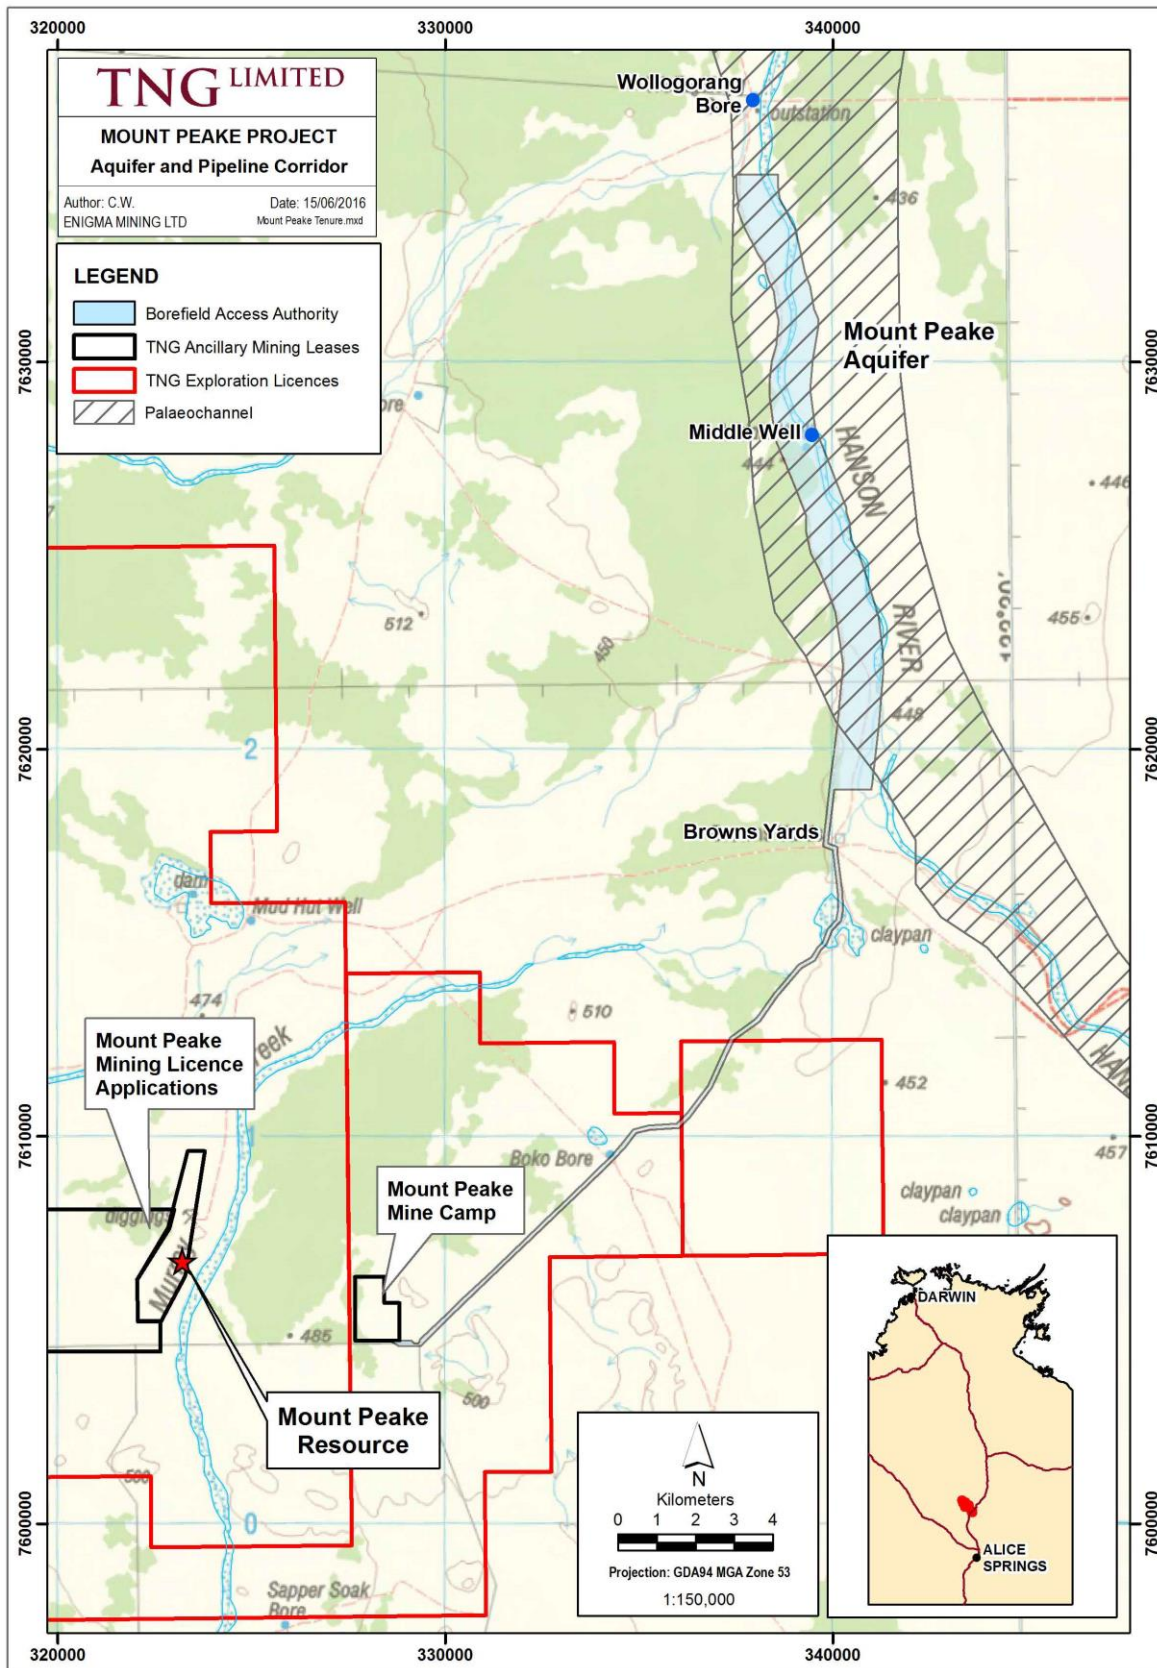 320000
330000
340000
TNG LIMITED
MOUNT PEAKE PROJECT
Aquifer and Pipeline Corridor
Author: C.W.
Date: 15/06/2016
ENIGMA MINING LTD
Mount Peake Tenure.mxd
LEGEND
Borefield Access Authority
TNG Ancillary Mining Leases
TNG Exploration Licences
Palaeochannel
Wollogorang
Bore
outstation
436
7630000
7630000
Mount Peake
Aquifer
Middle Well
444
HANSON
446
512
450
455
RIVER
448
7620000
2
7620000
Browns Yards
dam
Mud Hut Well
claypan
474
510
Mount Peake
Mining Licence
Applications
452
HAN
7610000
1
7610000
457
Boko Bore
Mount Peake
Mine Camp
claypan
claypan
diggings
485
500
Mount Peake
Resource
500
7600000
0
7600000
Sapper Soak
Bore
N
Kilometers
0 1 2 3 4
Projection: GDA94 MGA Zone 53
1:150,000
DARWIN
ALICE
SPRINGS
320000
330000
340000